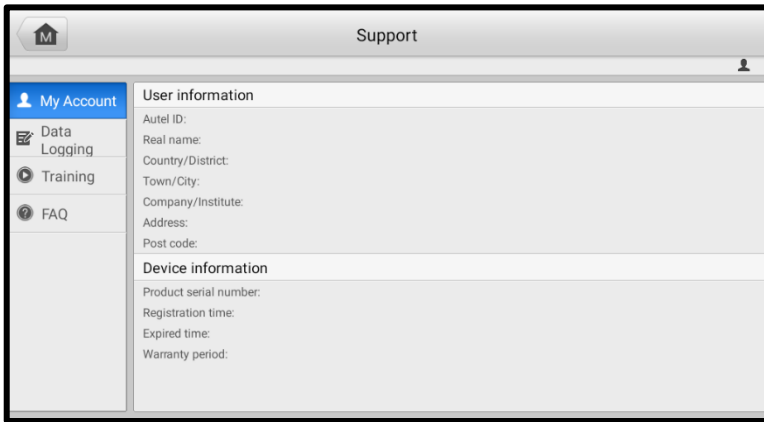 M
Support
My Account
Data
Logging
Training
FAQ
User information
Autel ID:
Real name:
Country/District:
Town/City:
Company/Institute:
Address:
Post code:
Device information
Product serial number:
Registration time:
Expired time:
Warranty period: